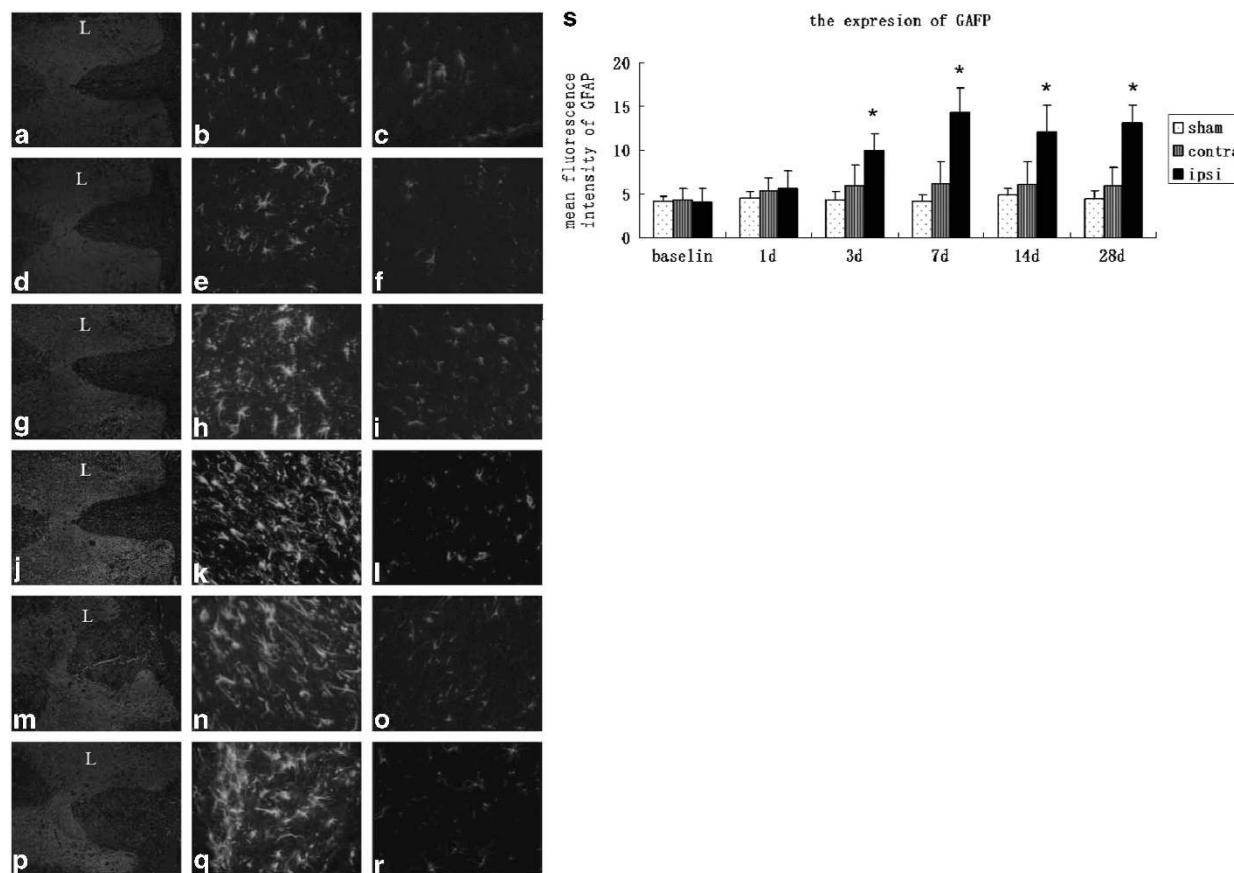 L
a
b
c
L
d
e
f
L
g
h
i
L
j
k
l
L
m
n
o
L
p
q
r
s
the expresion of GAFP
mean fluorescence
intensity of GFAP
20
15
10
5
0
*
*
*
*
baselin 1d 3d 7d 14d 28d
sham
contra
ipsi